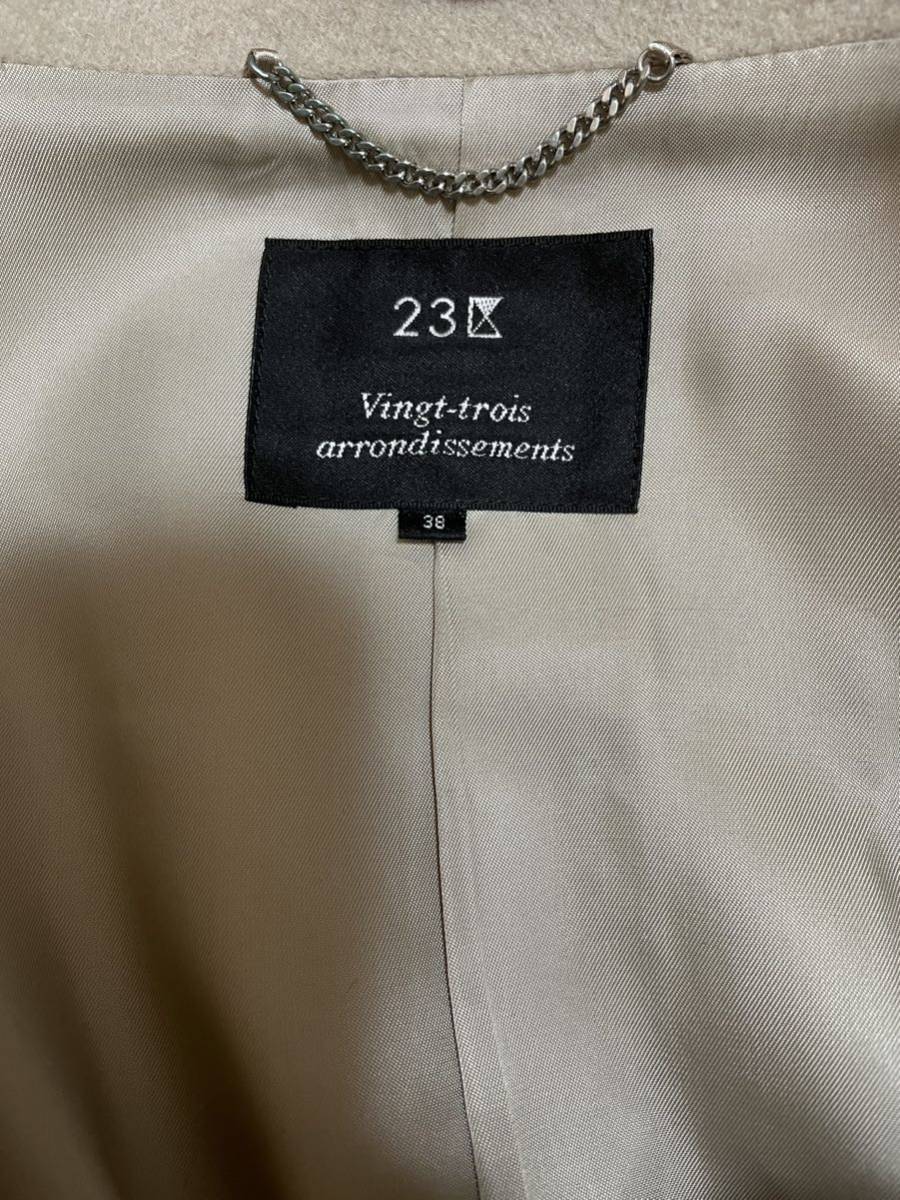 23区
Vingt-trois
arrondissements
38